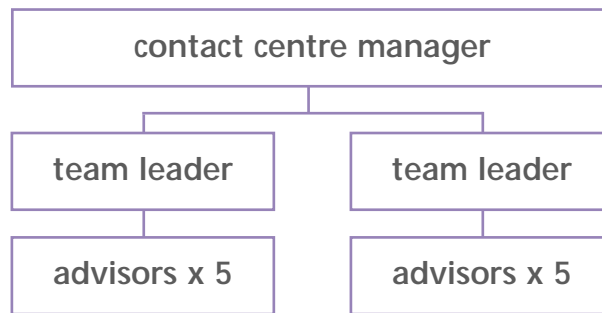 contact centre manager
team leader
team leader
advisors x 5
advisors x 5